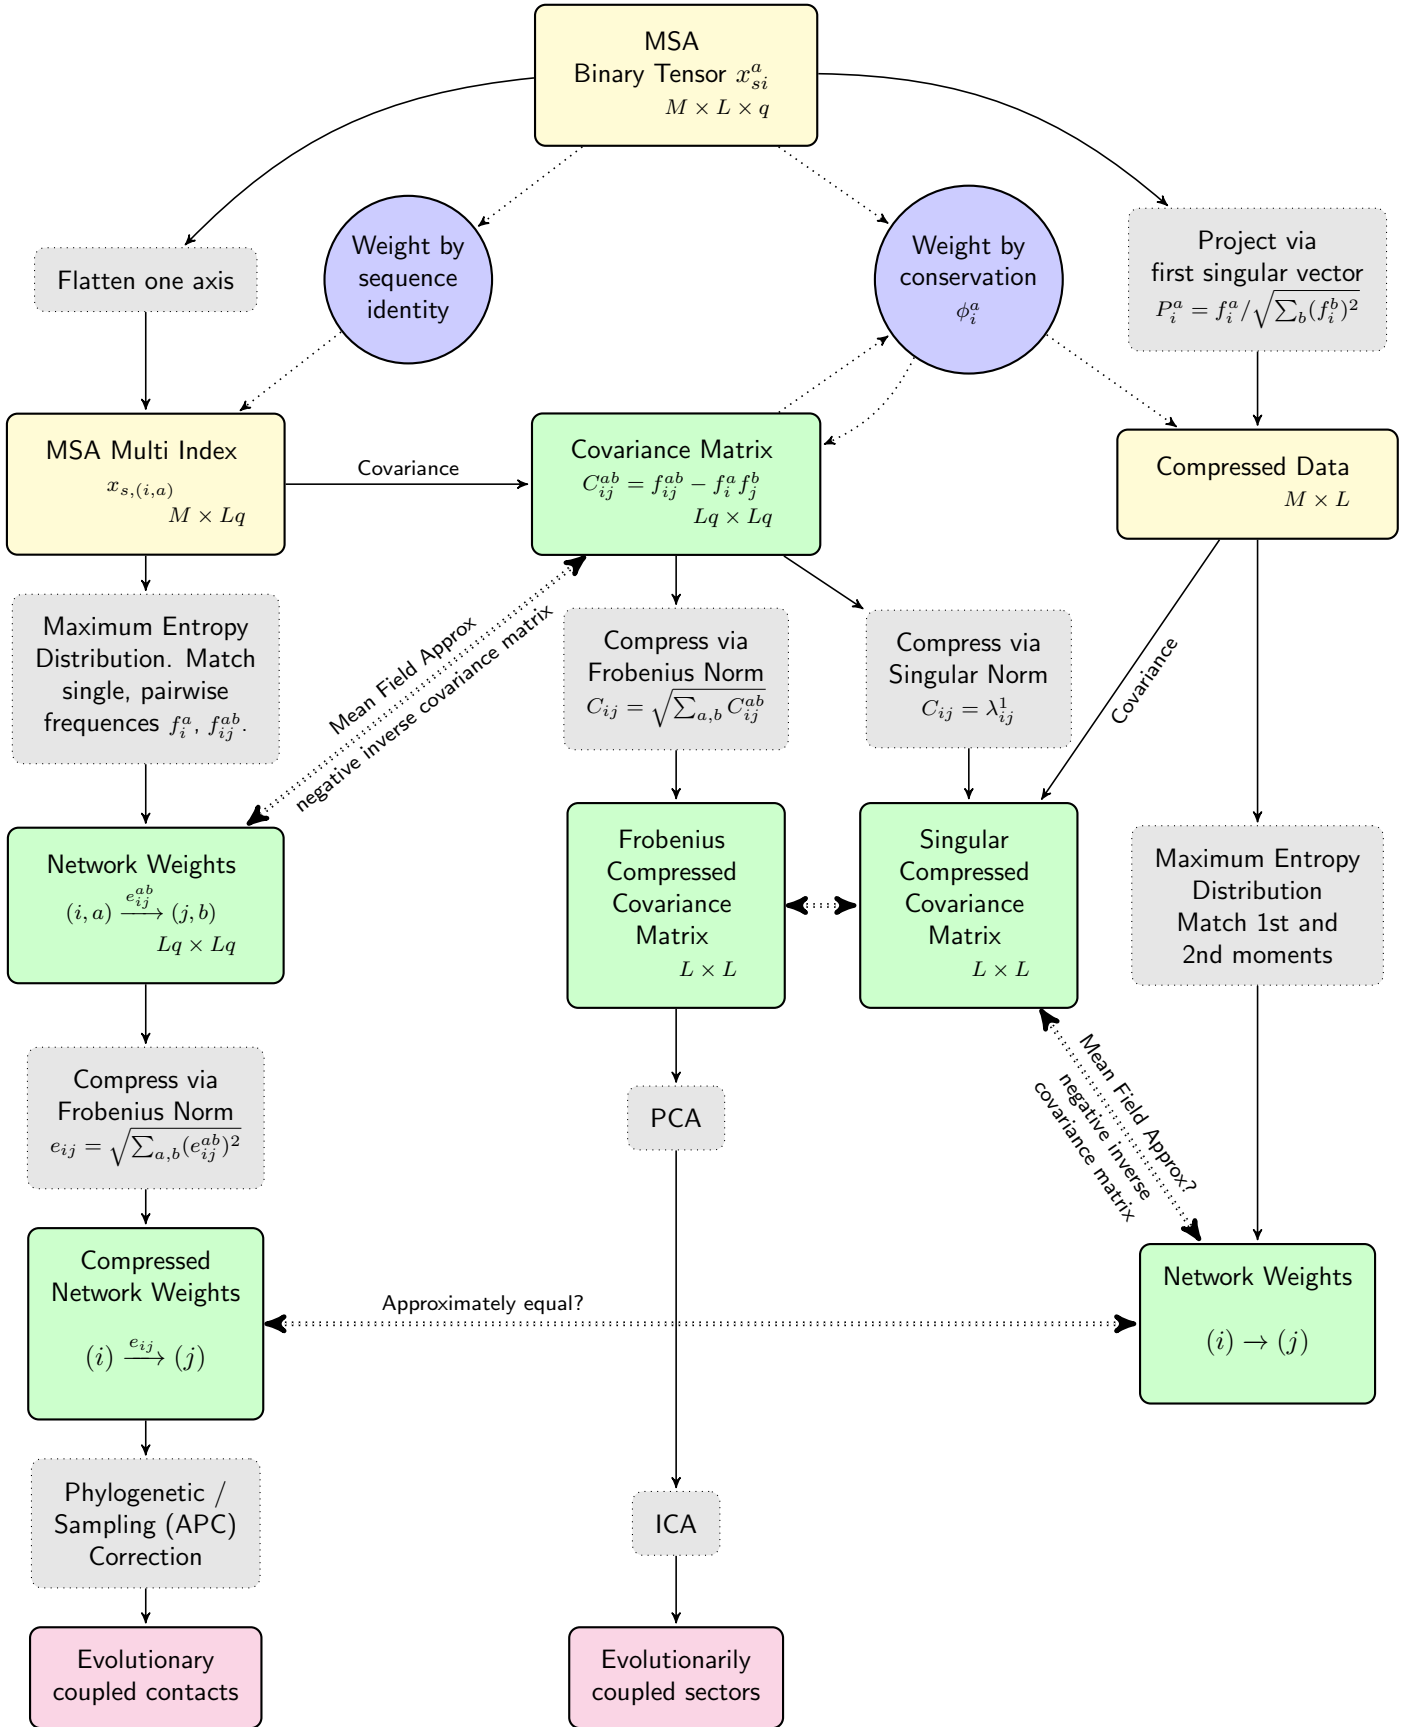 MSA
Binary Tensor $x_{si}^{a}$
$M \times L \times q$
Flatten one axis
Weight by
sequence
identity
Weight by
conservation
$\phi_i^a$
Project via
first singular vector
$P_i^a = f_i^a / \sqrt{\sum_b (f_i^b)^2}$
MSA Multi Index
$x_{s,(i,a)}$
$M \times Lq$
Covariance
Covariance Matrix
$C_{ij}^{ab} = f_{ij}^{ab} - f_i^a f_j^b$
$Lq \times Lq$
Compressed Data
$M \times L$
Maximum Entropy
Distribution. Match
single, pairwise
frequences $f_i^a$, $f_{ij}^{ab}$.
Mean Field Approx
negative inverse covariance matrix
Compress via
Frobenius Norm
$C_{ij} = \sqrt{\sum_{a,b} C_{ij}^{ab}}$
Compress via
Singular Norm
$C_{ij} = \lambda_{ij}^1$
Covariance
Network Weights
$(i, a) \xrightarrow{e_{ij}^{ab}} (j, b)$
$Lq \times Lq$
Frobenius
Compressed
Covariance
Matrix
$L \times L$
Singular
Compressed
Covariance
Matrix
$L \times L$
Maximum Entropy
Distribution
Match 1st and
2nd moments
Compress via
Frobenius Norm
$e_{ij} = \sqrt{\sum_{a,b} (e_{ij}^{ab})^2}$
PCA
Mean Field Approx?
negative inverse
covariance matrix
Compressed
Network Weights
$(i) \xrightarrow{e_{ij}} (j)$
Approximately equal?
Network Weights
$(i) \to (j)$
Phylogenetic /
Sampling (APC)
Correction
ICA
Evolutionary
coupled contacts
Evolutionarily
coupled sectors